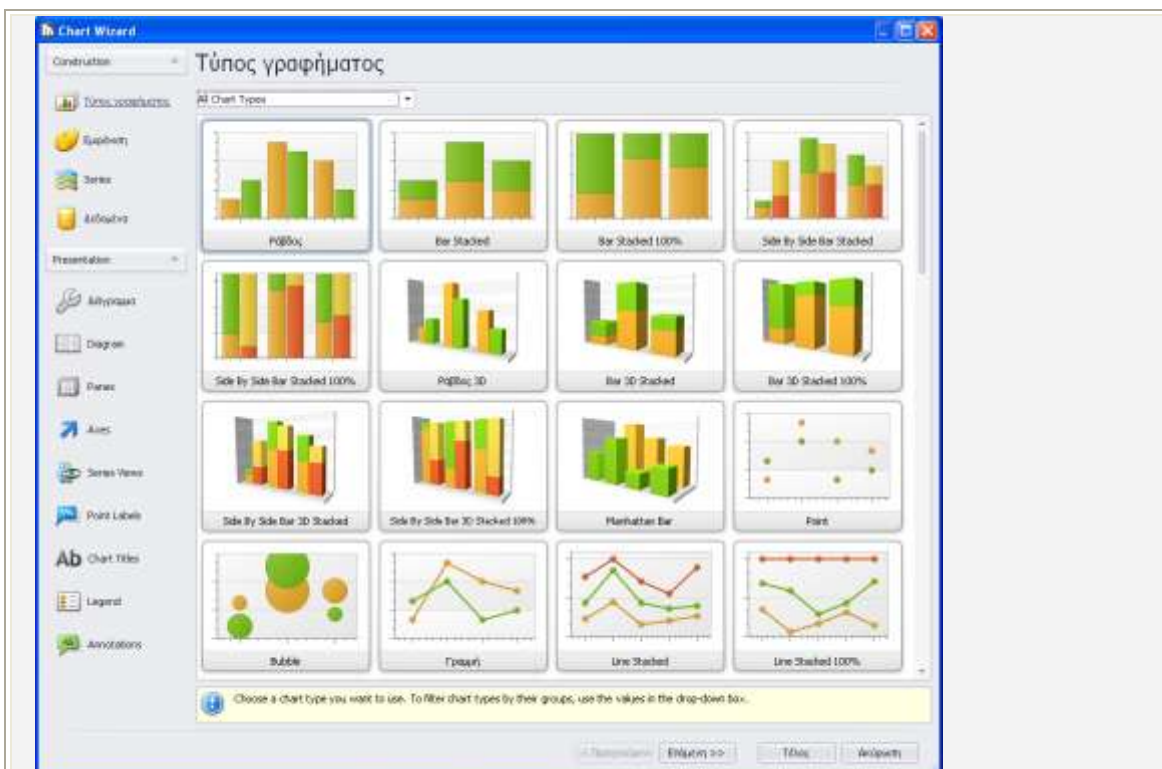 Chart Wizard
Construction
Τύπος γραφήματος
Εμφάνιση
Series
Δεδομένα
Presentation
Διάγραμμα
Diagram
Panes
Axes
Series Views
Point Labels
Ab Chart Titles
Legend
Annotations
Τύπος γραφήματος
All Chart Types
Ράβδος
Bar Stacked
Bar Stacked 100%
Side By Side Bar Stacked
Side By Side Bar Stacked 100%
Ράβδος 3D
Bar 3D Stacked
Bar 3D Stacked 100%
Side By Side Bar 3D Stacked
Side By Side Bar 3D Stacked 100%
Manhattan Bar
Point
Bubble
Γραμμή
Line Stacked
Line Stacked 100%
Choose a chart type you want to use. To filter chart types by their groups, use the values in the drop-down box.
Επόμενη >>
Τέλος
Ακύρωση